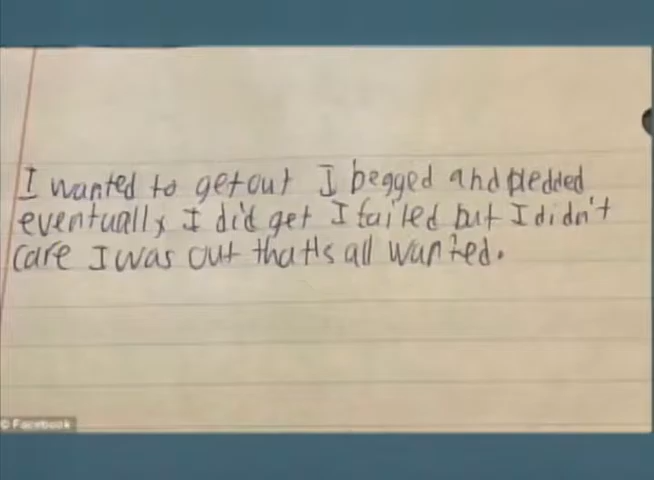 I wanted to get out I begged and pledded
eventually I did get I failed but I didn't
care I was out that's all wanted.
© Facebook